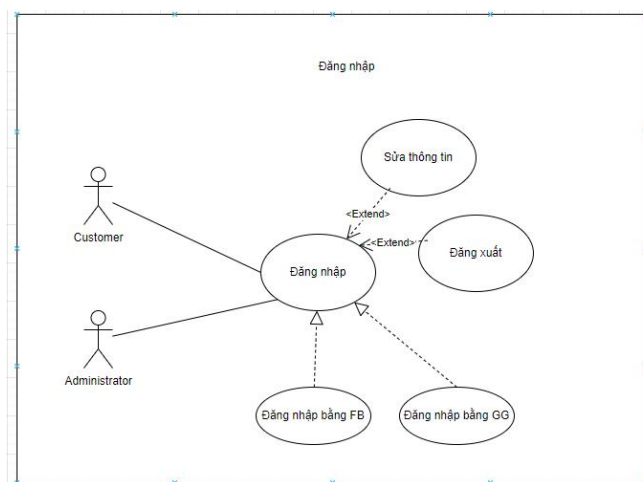 Đăng nhập
Sửa thông tin
<Extend>
Customer
<Extend>
Đăng xuất
Đăng nhập
Administrator
Đăng nhập bằng FB
Đăng nhập bằng GG